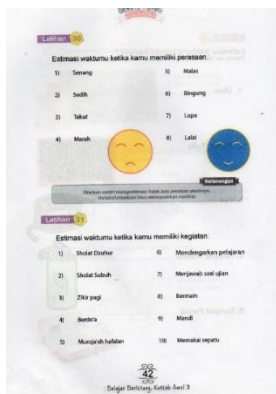 Latihan 30
Estimasi waktumu ketika kamu memiliki perasaan
1) Senang 5) Malas
2) Sedih 6) Bingung
3) Takut 7) Lupa
4) Marah 8) Lalai
Keterangan
Latihan 31
Estimasi waktumu ketika kamu memiliki kegiatan
1) Sholat Dzuhur 6) Mendengarkan pelajaran
2) Sholat Subuh 7) Menjawab soal ujian
3) Zikir pagi 8) Bermain
4) Berdo'a 9) Mandi
5) Muroja'ah hafalan 10) Memakai sepatu
42
Belajar Berhitung, Kuttab Awal 3